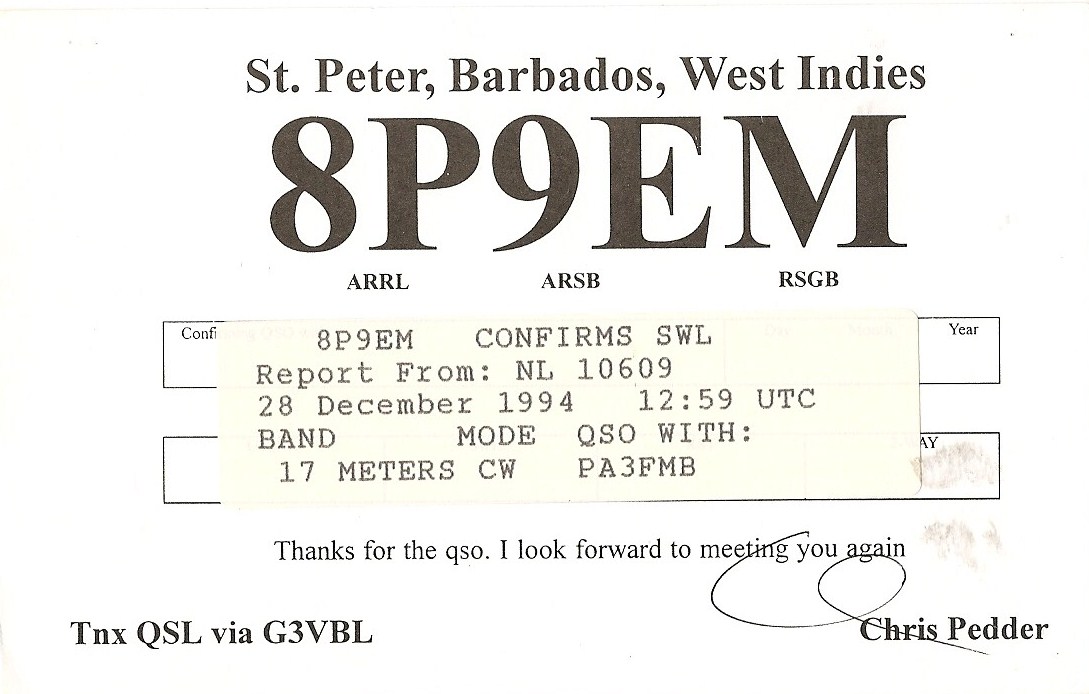 St. Peter, Barbados, West Indies
8P9EM
ARRL ARSB RSGB
Year
8P9EM CONFIRMS SWL
Report From: NL 10609
28 December 1994 12:59 UTC
BAND MODE QSO WITH:
17 METERS CW PA3FMB
Thanks for the qso. I look forward to meeting you again
Tnx QSL via G3VBL
Chris Pedder